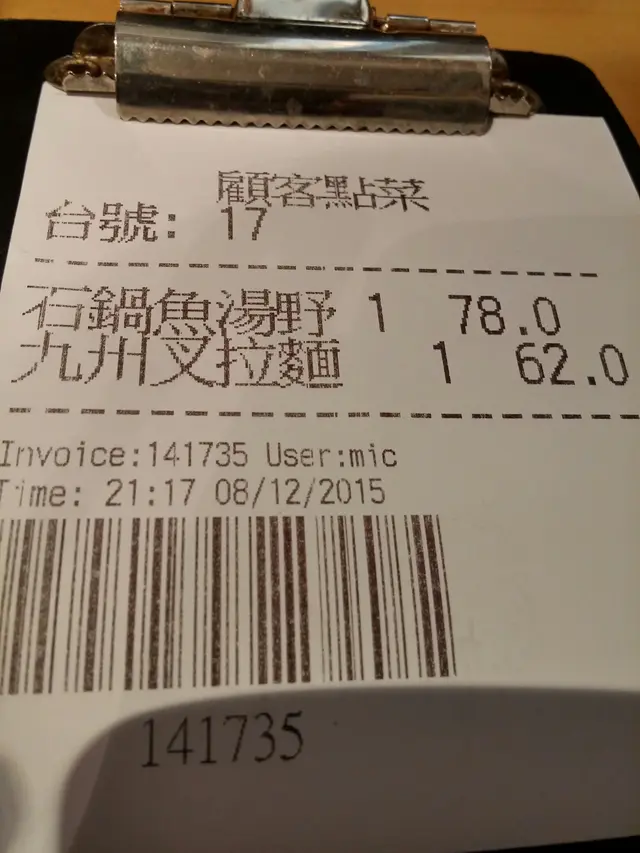 顧客點菜
台號: 17
石鍋魚湯野 1 78.0
九州叉拉麵 1 62.0
Invoice:141735 User:mic
Time: 21:17 08/12/2015
141735